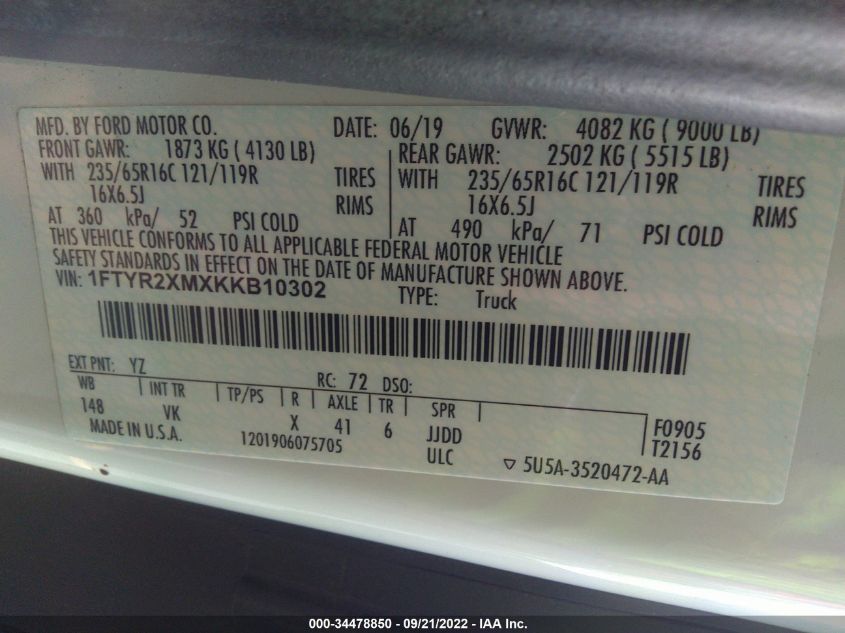 MFD. BY FORD MOTOR CO. DATE: 06/19 GVWR: 4082 KG ( 9000 LB)
FRONT GAWR: 1873 KG ( 4130 LB) REAR GAWR: 2502 KG ( 5515 LB)
WITH 235/65R16C 121/119R TIRES WITH 235/65R16C 121/119R TIRES
16X6.5J RIMS 16X6.5J RIMS
AT 360 kPa/ 52 PSI COLD AT 490 kPa/ 71 PSI COLD
THIS VEHICLE CONFORMS TO ALL APPLICABLE FEDERAL MOTOR VEHICLE
SAFETY STANDARDS IN EFFECT ON THE DATE OF MANUFACTURE SHOWN ABOVE.
VIN: 1FTYR2XMXKKB10302 TYPE: Truck
EXT PNT: YZ RC: 72 DSO:
WB INT TR TP/PS R AXLE TR SPR
148 VK X 41 6 JJDD F0905
MADE IN U.S.A. 1201906075705 ULC T2156
▽ 5U5A-3520472-AA
000-34478850 - 09/21/2022 - IAA Inc.